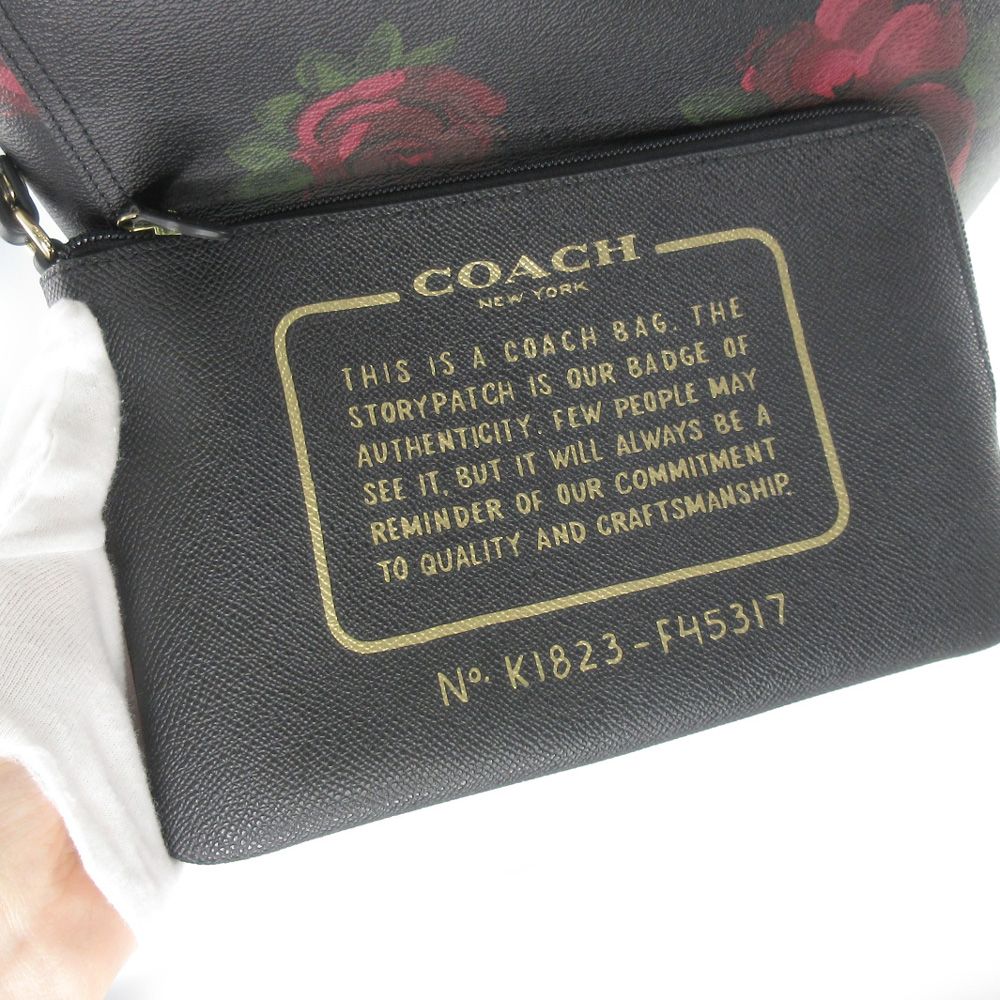 COACH
NEW YORK
THIS IS A COACH BAG. THE
STORYPATCH IS OUR BADGE OF
AUTHENTICITY. FEW PEOPLE MAY
SEE IT, BUT IT WILL ALWAYS BE A
REMINDER OF OUR COMMITMENT
TO QUALITY AND CRAFTSMANSHIP.
Nº. K1823-F45317